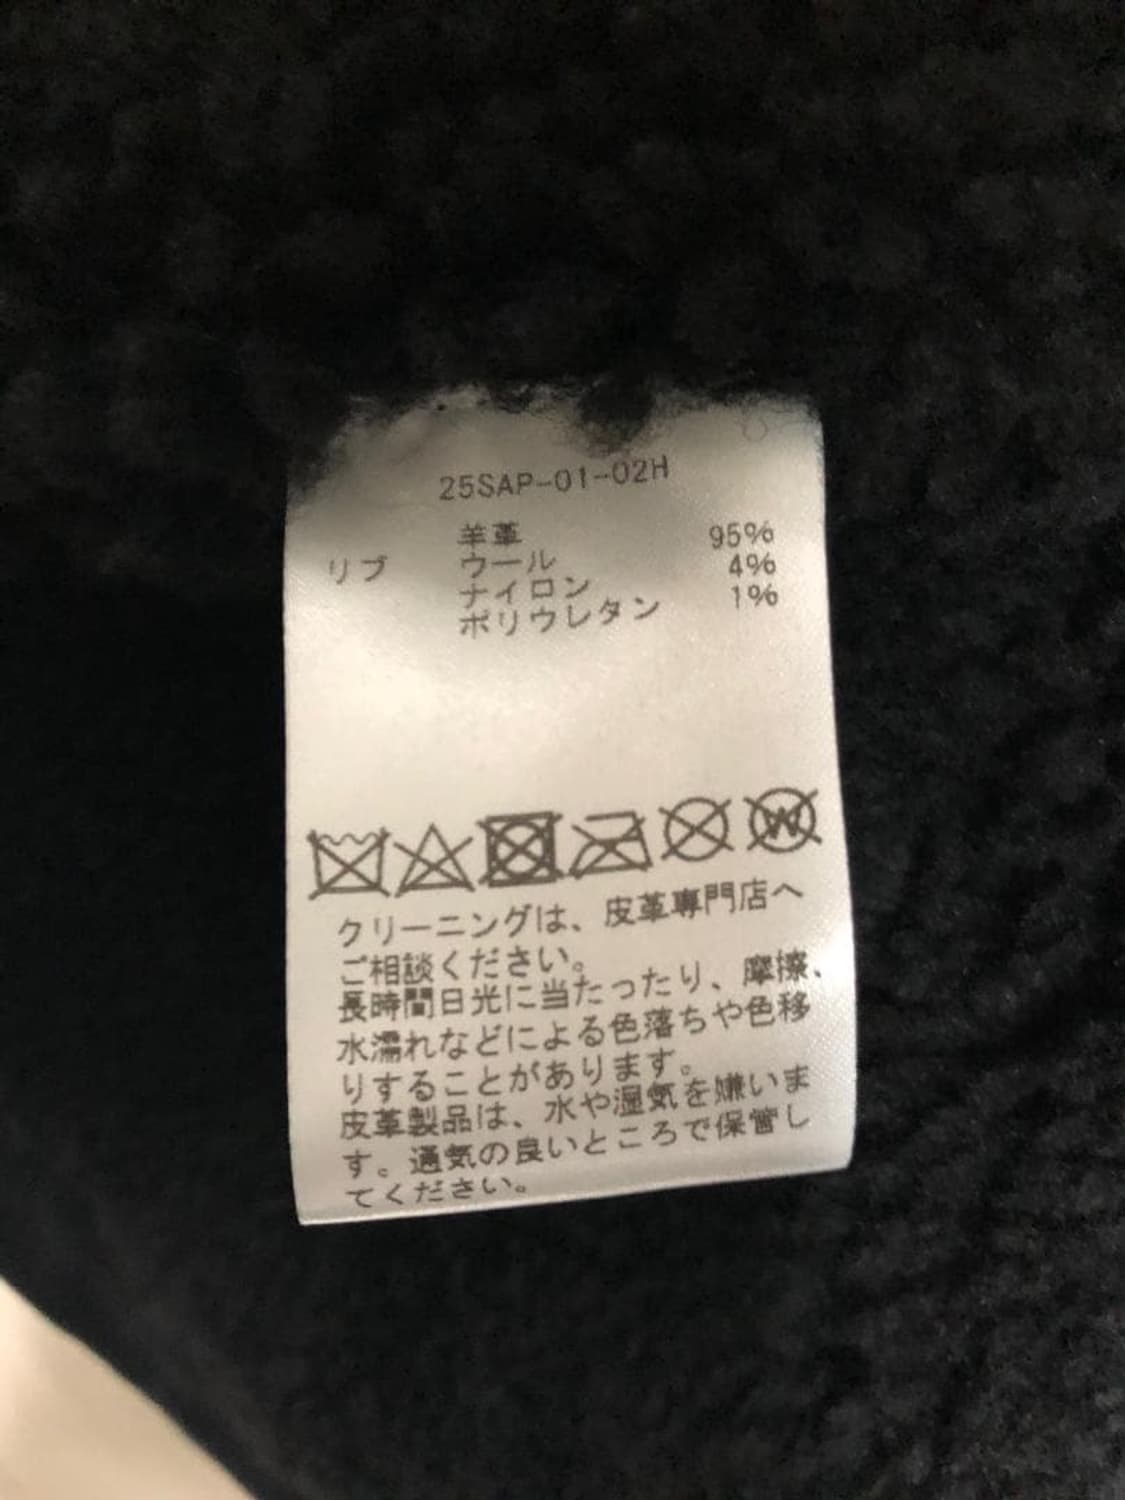 25SAP-01-02H
羊革
リブ ウール 95%
ナイロン 4%
ポリウレタン 1%
W
クリーニングは、皮革専門店へ
ご相談ください。
長時間日光に当たったり、摩擦、
水濡れなどによる色落ちや色移
りすることがあります。
皮革製品は、水や湿気を嫌いま
す。通気の良いところで保管し
てください。